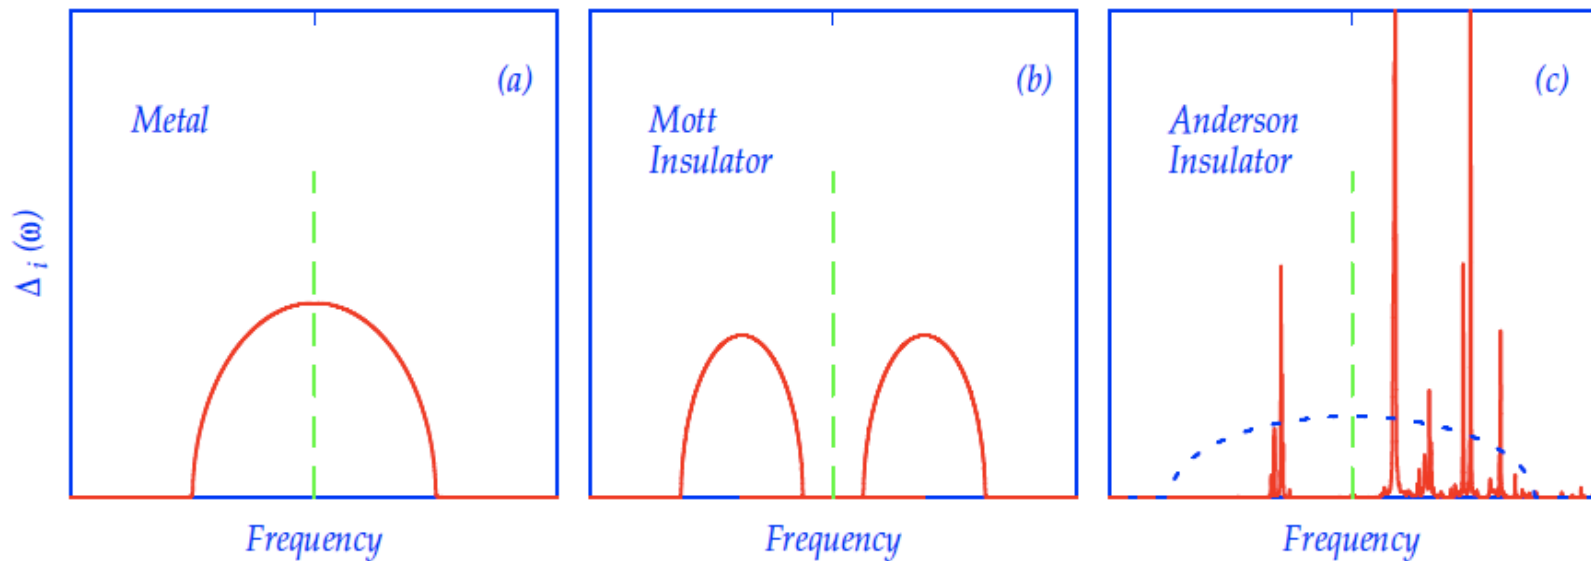 (a)
Metal
Δ i (ω)
Frequency
(b)
Mott
Insulator
Frequency
(c)
Anderson
Insulator
Frequency